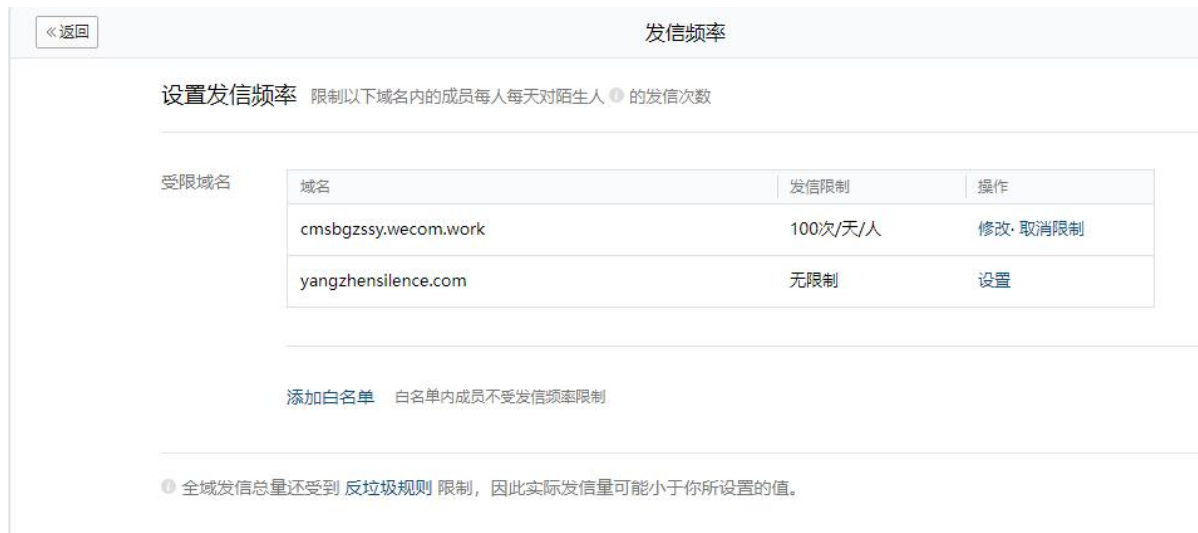 «返回
发信频率
设置发信频率 限制以下域名内的成员每人每天对陌生人 的发信次数
受限域名
域名 发信限制 操作
cmsbgzssy.wecom.work 100次/天/人 修改·取消限制
yangzhensilence.com 无限制 设置
添加白名单 白名单内成员不受发信频率限制
全域发信总量还受到 反垃圾规则 限制，因此实际发信量可能小于你所设置的值。